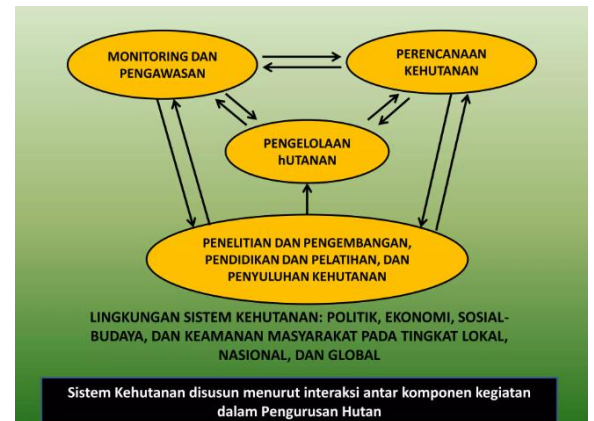 MONITORING DAN
PENGAWASAN
PERENCANAAN
KEHUTANAN
PENGELOLAAN
hUTANAN
PENELITIAN DAN PENGEMBANGAN,
PENDIDIKAN DAN PELATIHAN, DAN
PENYULUHAN KEHUTANAN
LINGKUNGAN SISTEM KEHUTANAN: POLITIK, EKONOMI, SOSIAL-
BUDAYA, DAN KEAMANAN MASYARAKAT PADA TINGKAT LOKAL,
NASIONAL, DAN GLOBAL
Sistem Kehutanan disusun menurut interaksi antar komponen kegiatan
dalam Pengurusan Hutan